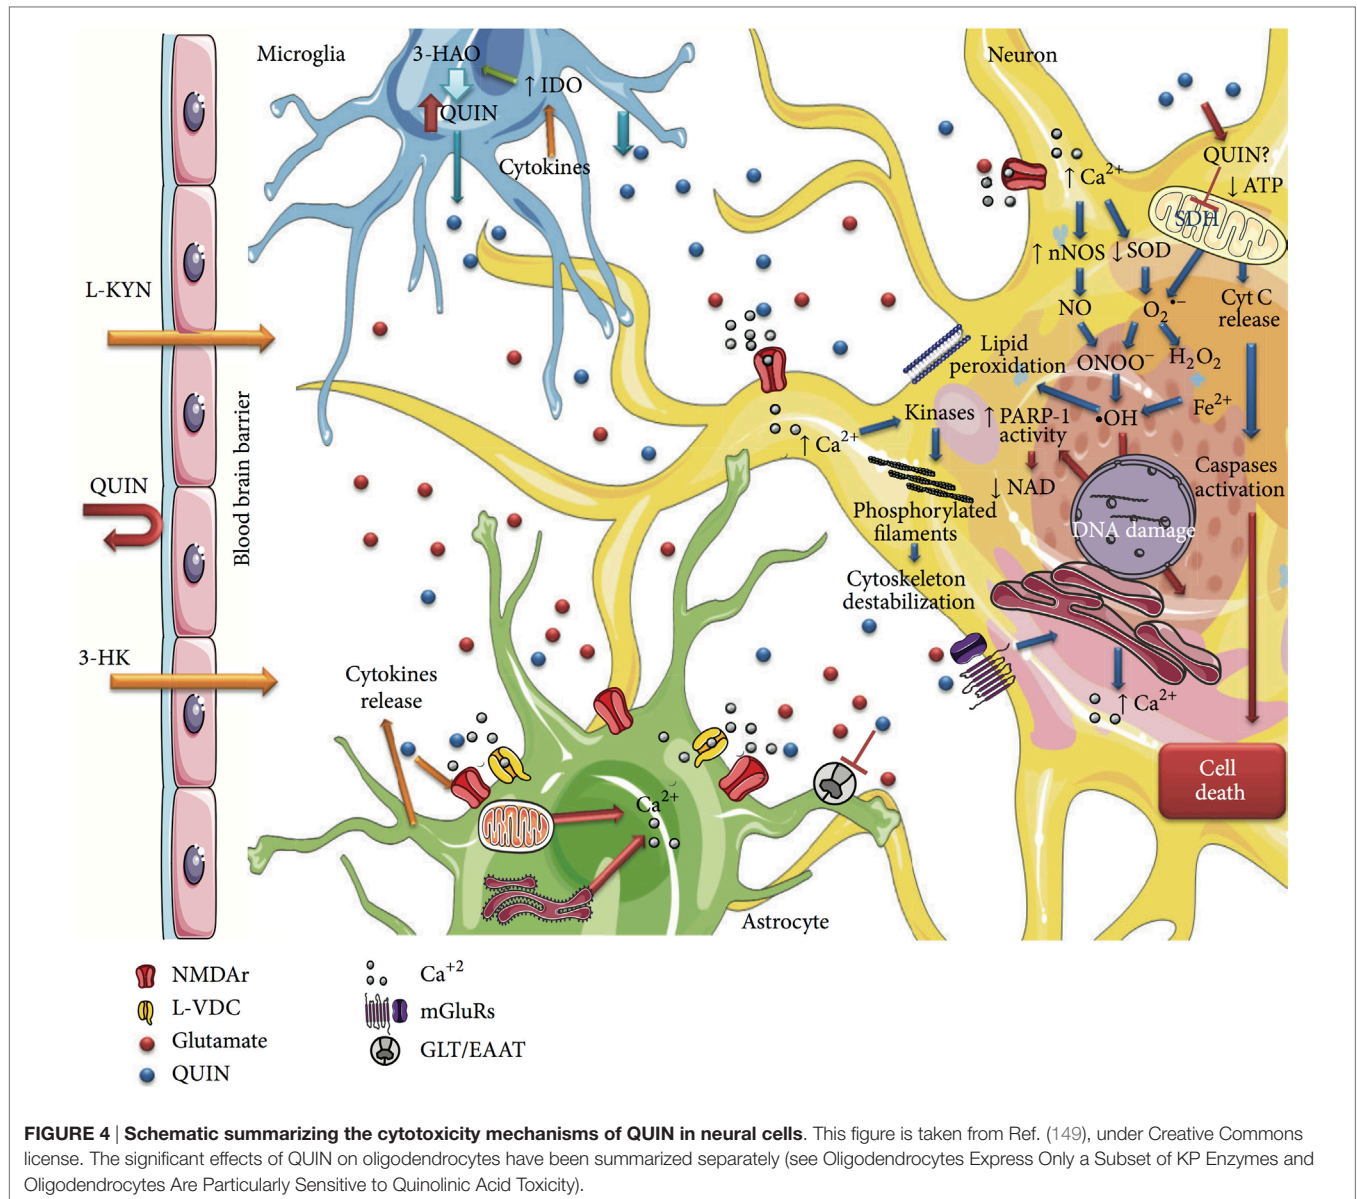 Microglia
3-HAO
↑ IDO
QUIN
Cytokines
Neuron
↑ Ca²⁺
QUIN?
↓ ATP
SDH
↑ nNOS
↓ SOD
NO
O₂•⁻
Cyt C
release
L-KYN
Blood brain barrier
QUIN
3-HK
Lipid
peroxidation
ONOO⁻
H₂O₂
Kinases
↑ Ca²⁺
↑ PARP-1
activity
•OH
Fe²⁺
↓ NAD
Caspases
activation
Phosphorylated
filaments
DNA damage
Cytoskeleton
destabilization
↑ Ca²⁺
Cytokines
release
Ca²⁺
Cell
death
Astrocyte
NMDAr
L-VDC
Glutamate
QUIN
Ca⁺²
mGluRs
GLT/EAAT
FIGURE 4 | Schematic summarizing the cytotoxicity mechanisms of QUIN in neural cells. This figure is taken from Ref. (149), under Creative Commons
license. The significant effects of QUIN on oligodendrocytes have been summarized separately (see Oligodendrocytes Express Only a Subset of KP Enzymes and
Oligodendrocytes Are Particularly Sensitive to Quinolinic Acid Toxicity).